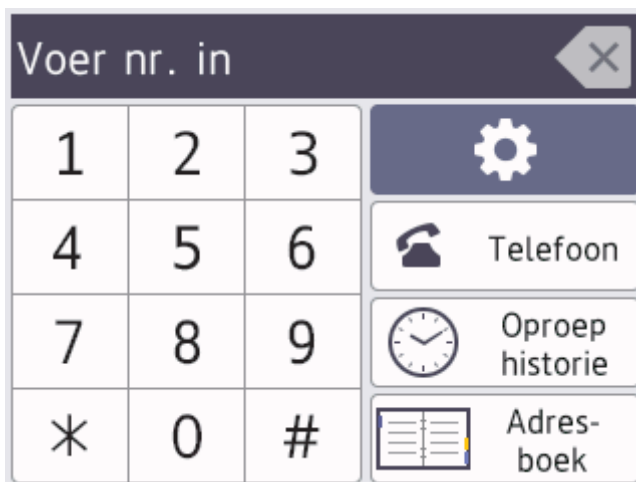 Voer nr. in
1 2 3
4 5 6
Telefoon
7 8 9
Oproep
historie
* 0 #
Adres-
boek